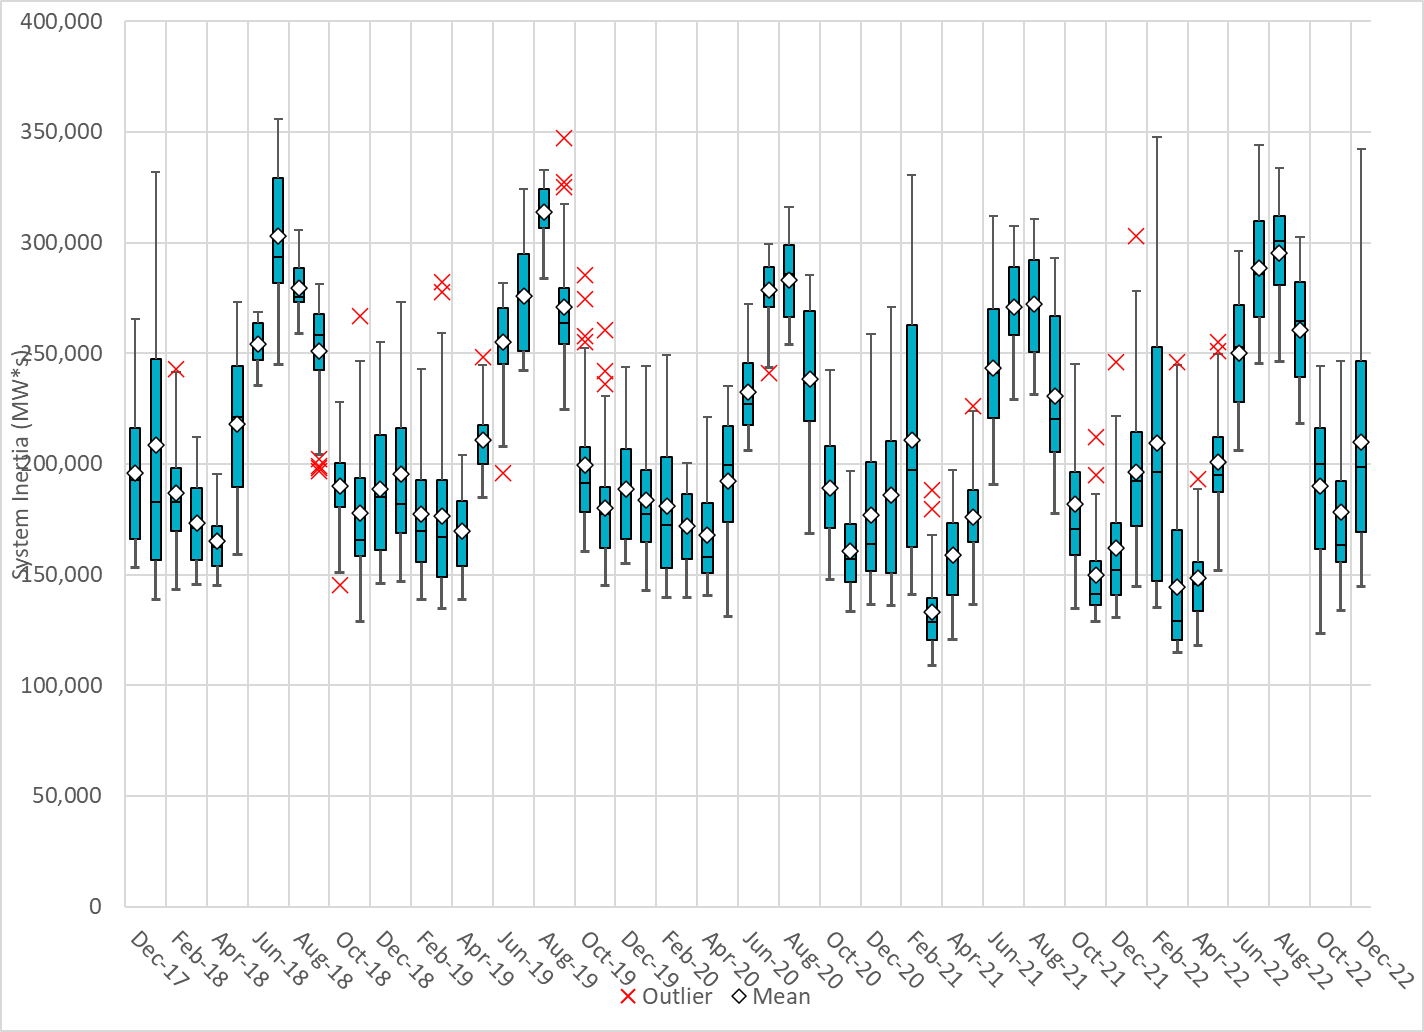 400,000
350,000
300,000
250,000
200,000
150,000
100,000
50,000
0
System Inertia (MW*s)
Dec-17
Feb-18
Apr-18
Jun-18
Aug-18
Oct-18
Dec-18
Feb-19
Apr-19
Jun-19
Aug-19
Oct-19
Dec-19
Feb-20
Apr-20
Jun-20
Aug-20
Oct-20
Dec-20
Feb-21
Apr-21
Jun-21
Aug-21
Oct-21
Dec-21
Feb-22
Apr-22
Jun-22
Aug-22
Oct-22
Dec-22
Outlier Mean